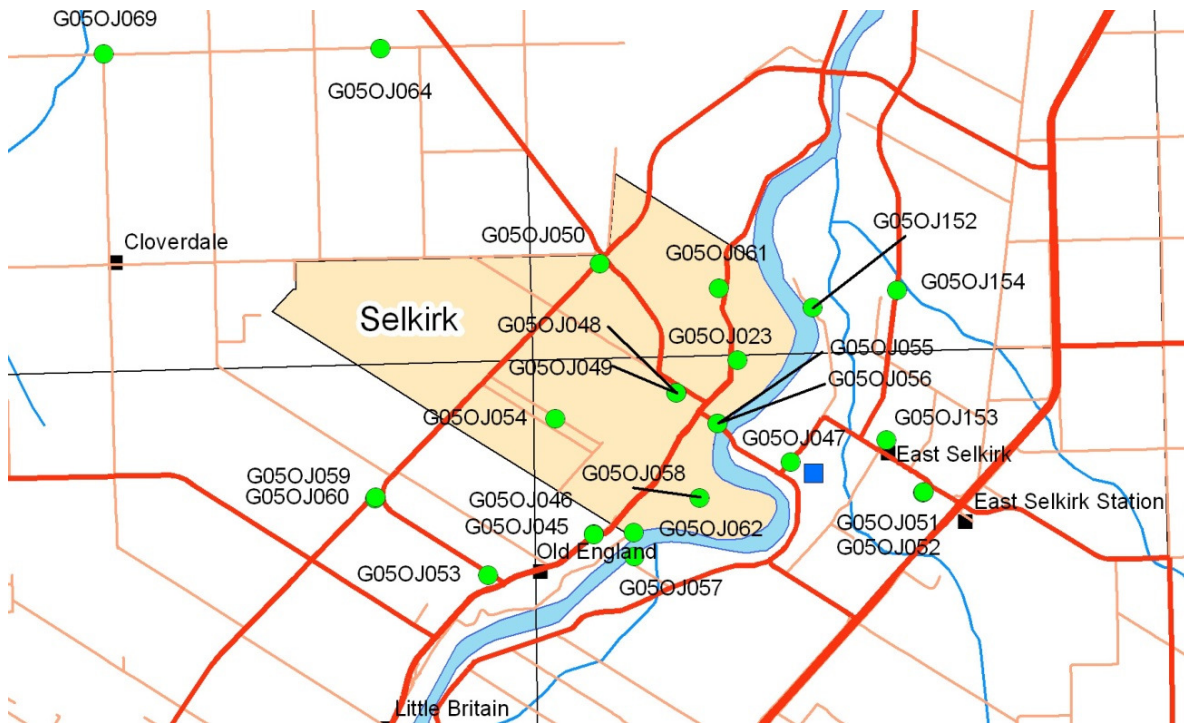 G05OJ069
G05OJ064
G05OJ050
Cloverdale
G05OJ152
G05OJ061
G05OJ154
Selkirk
G05OJ048
G05OJ023
G05OJ055
G05OJ049
G05OJ056
G05OJ054
G05OJ153
G05OJ047
East Selkirk
G05OJ059
G05OJ058
G05OJ060
G05OJ046
East Selkirk Station
G05OJ045
G05OJ062
G05OJ051
Old England
G05OJ052
G05OJ053
G05OJ057
Little Britain